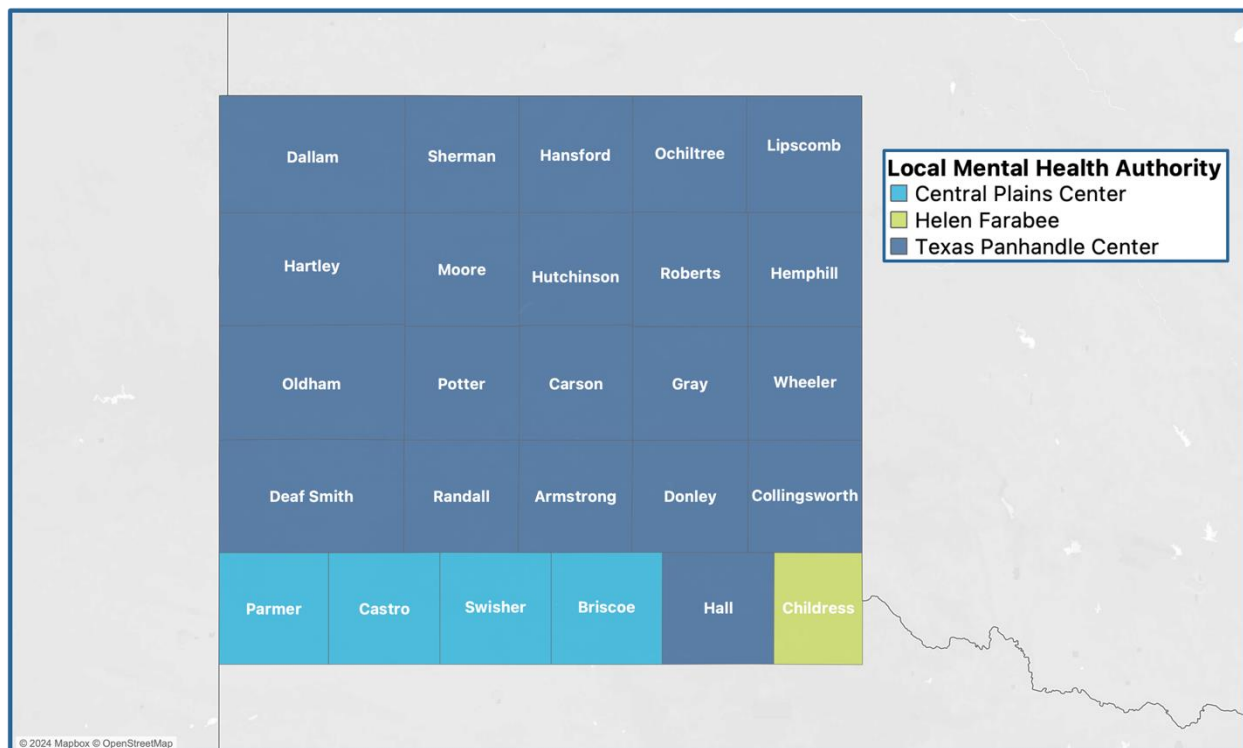 Dallam
Sherman
Hansford
Ochiltree
Lipscomb
Local Mental Health Authority
Central Plains Center
Helen Farabee
Texas Panhandle Center
Hartley
Moore
Hutchinson
Roberts
Hemphill
Oldham
Potter
Carson
Gray
Wheeler
Deaf Smith
Randall
Armstrong
Donley
Collingsworth
Parmer
Castro
Swisher
Briscoe
Hall
Childress
© 2024 Mapbox © OpenStreetMap